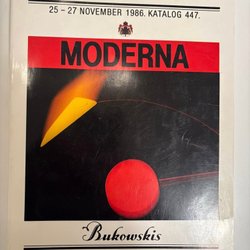 25 – 27 NOVEMBER 1986. KATALOG 447.
MODERNA
Bukowskis